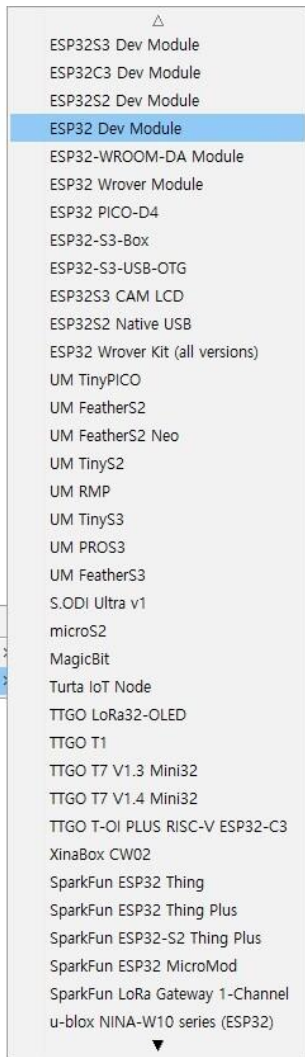 ESP32S3 Dev Module
ESP32C3 Dev Module
ESP32S2 Dev Module
ESP32 Dev Module
ESP32-WROOM-DA Module
ESP32 Wrover Module
ESP32 PICO-D4
ESP32-S3-Box
ESP32-S3-USB-OTG
ESP32S3 CAM LCD
ESP32S2 Native USB
ESP32 Wrover Kit (all versions)
UM TinyPICO
UM FeatherS2
UM FeatherS2 Neo
UM TinyS2
UM RMP
UM TinyS3
UM PROS3
UM FeatherS3
S.ODI Ultra v1
microS2
MagicBit
Turta IoT Node
TTGO LoRa32-OLED
TTGO T1
TTGO T7 V1.3 Mini32
TTGO T7 V1.4 Mini32
TTGO T-OI PLUS RISC-V ESP32-C3
XinaBox CW02
SparkFun ESP32 Thing
SparkFun ESP32 Thing Plus
SparkFun ESP32-S2 Thing Plus
SparkFun ESP32 MicroMod
SparkFun LoRa Gateway 1-Channel
u-blox NINA-W10 series (ESP32)